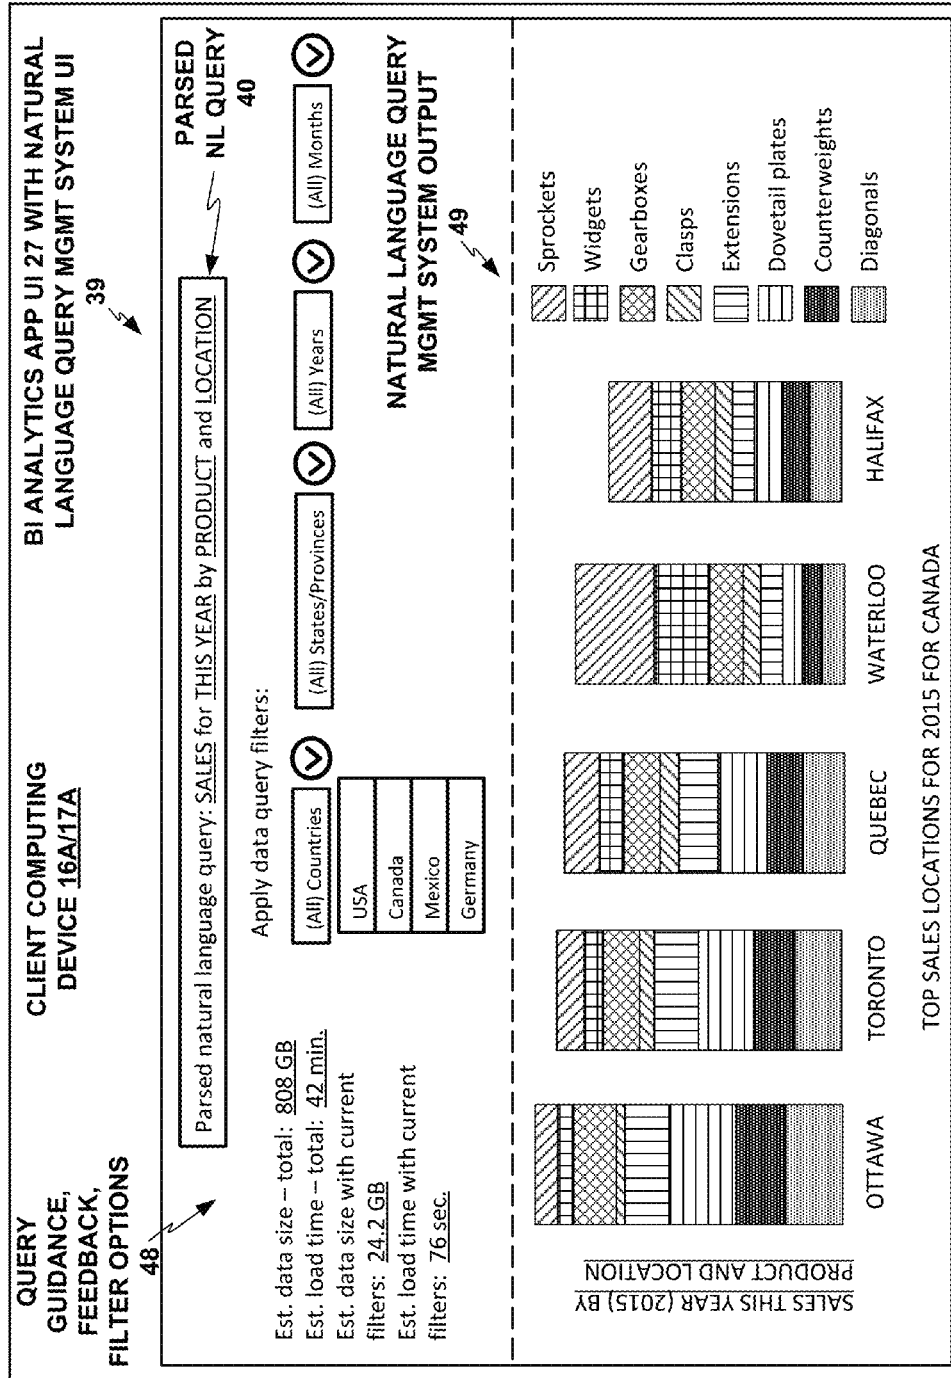 QUERY
GUIDANCE,
FEEDBACK,
FILTER OPTIONS
48
CLIENT COMPUTING
DEVICE 16A/17A
BI ANALYTICS APP UI 27 WITH NATURAL
LANGUAGE QUERY MGMT SYSTEM UI
39
Parsed natural language query: SALES for THIS YEAR by PRODUCT and LOCATION
PARSED
NL QUERY
40
Est. data size – total: 808 GB
Est. load time – total: 42 min.
Est. data size with current
filters: 24.2 GB
Est. load time with current
filters: 76 sec.
Apply data query filters:
(All) Countries
USA
Canada
Mexico
Germany
(All) States/Provinces
(All) Years
(All) Months
NATURAL LANGUAGE QUERY
MGMT SYSTEM OUTPUT
49
SALES THIS YEAR (2015) BY
PRODUCT AND LOCATION
OTTAWA
TORONTO
QUEBEC
WATERLOO
HALIFAX
Sprockets
Widgets
Gearboxes
Clasps
Extensions
Dovetail plates
Counterweights
Diagonals
TOP SALES LOCATIONS FOR 2015 FOR CANADA